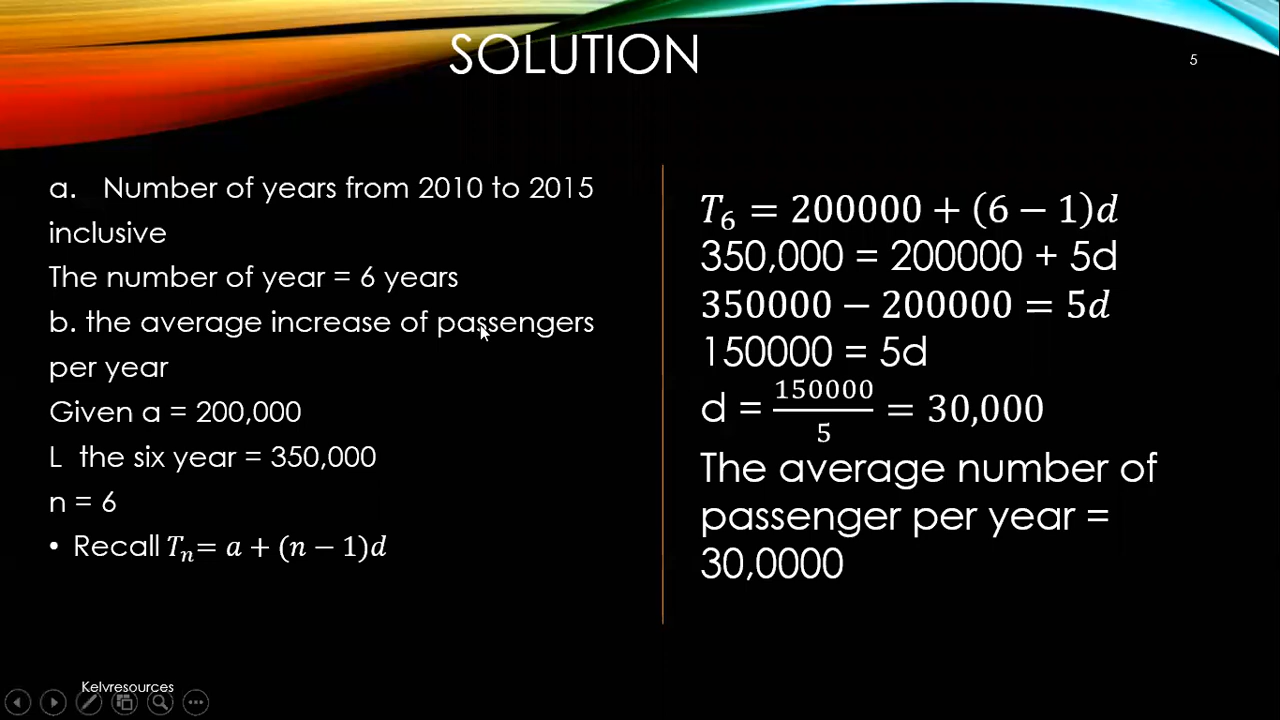 SOLUTION
5
a. Number of years from 2010 to 2015
inclusive
The number of year = 6 years
b. the average increase of passengers
per year
Given a = 200,000
L the six year = 350,000
n = 6
• Recall Tₙ= a + (n − 1)d
T₆ = 200000 + (6 − 1)d
350,000 = 200000 + 5d
350000 − 200000 = 5d
150000 = 5d
d = 150000/5 = 30,000
The average number of
passenger per year =
30,0000
Kelvresources